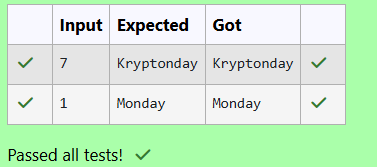 Input Expected Got
7 Kryptonday Kryptonday
1 Monday Monday
Passed all tests!